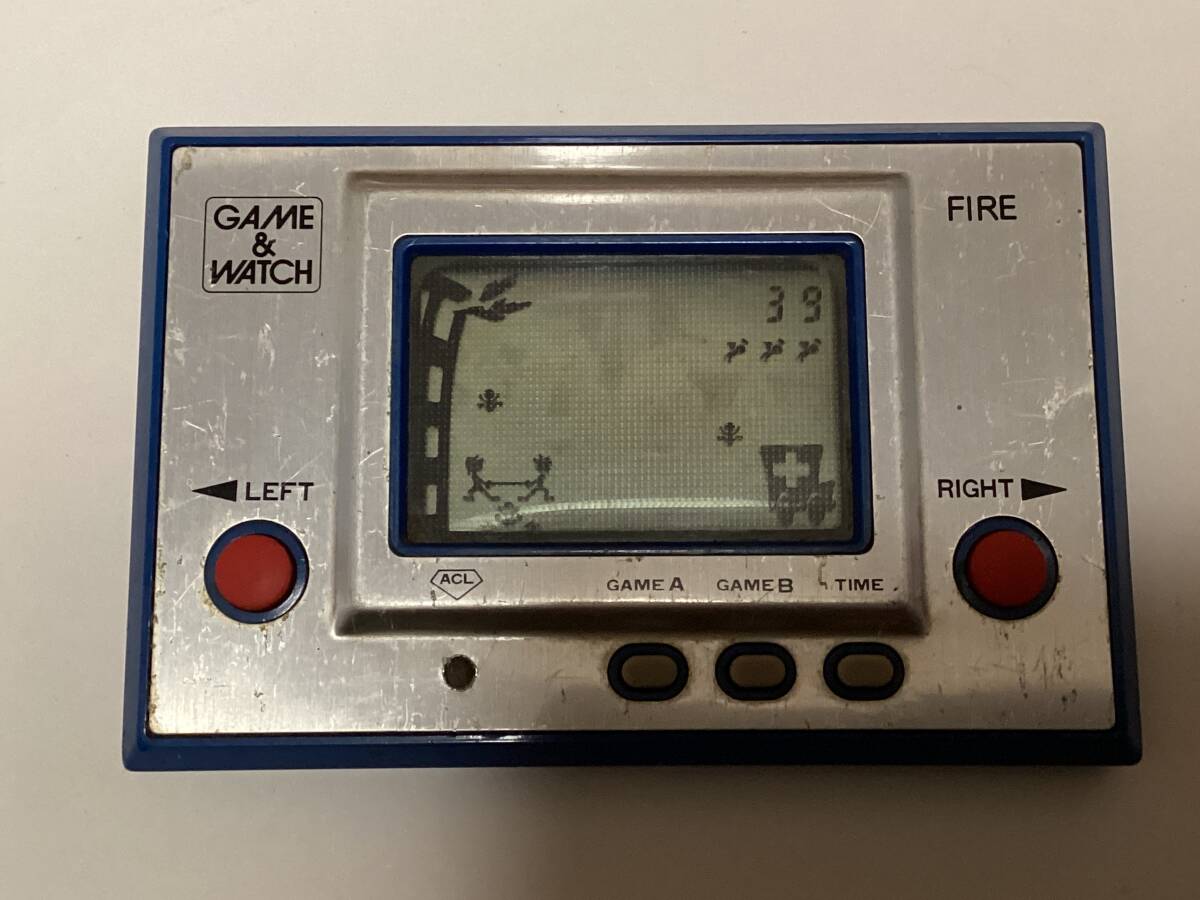 GAME
&
WATCH
FIRE
39
LEFT
RIGHT
ACL
GAME A
GAME B
TIME